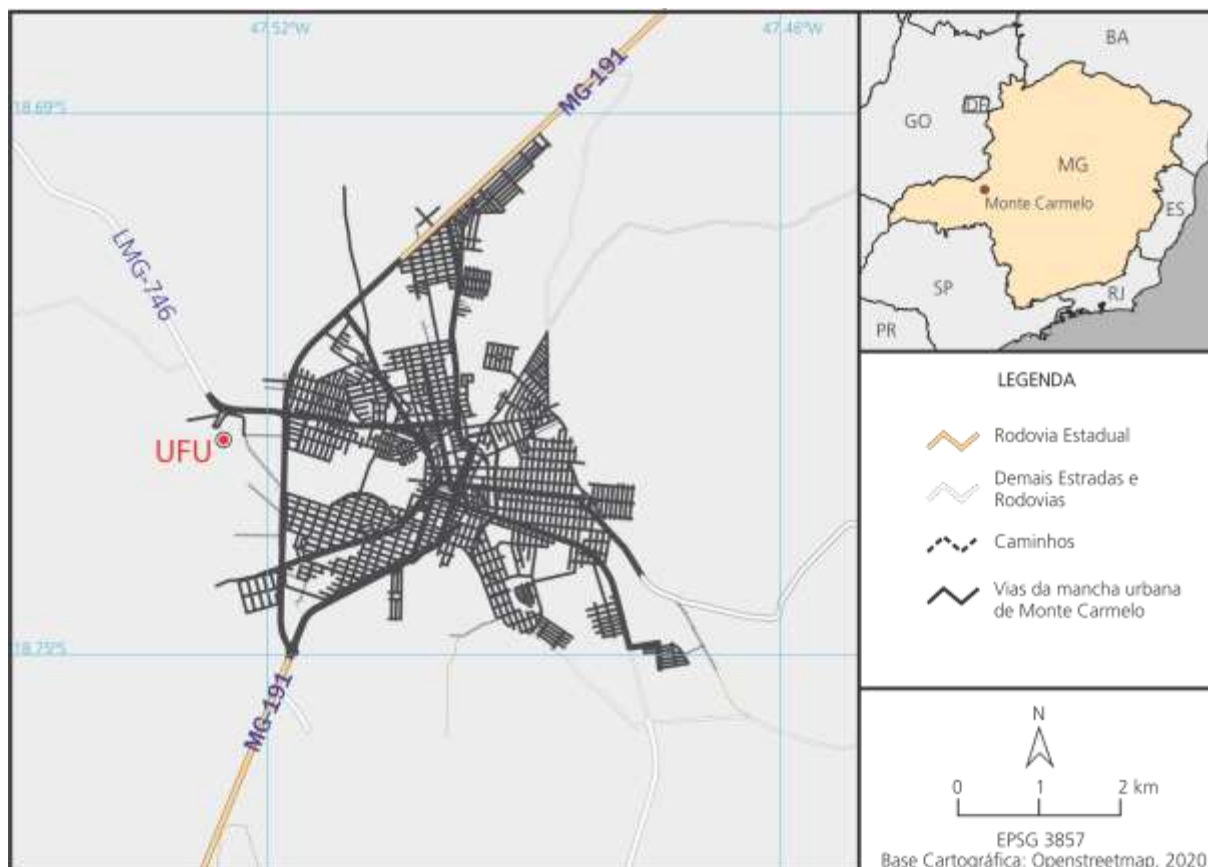 47.52°W
47.46°W
18.69°S
MG-191
LMG-746
UFU
18.75°S
MG-191
BA
DF
GO
MG
Monte Carmelo
ES
SP
RJ
PR
LEGENDA
Rodovia Estadual
Demais Estradas e
Rodovias
Caminhos
Vias da mancha urbana
de Monte Carmelo
N
0 1 2 km
EPSG 3857
Base Cartográfica: Openstreetmap, 2020